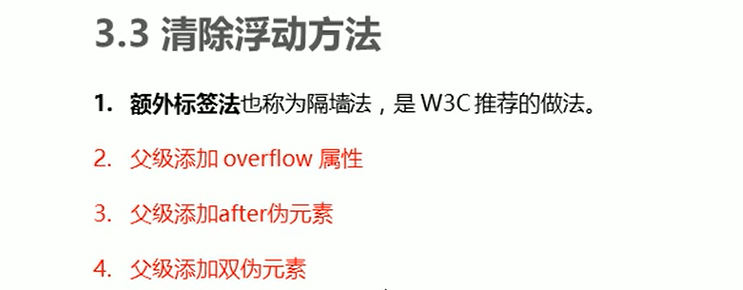 3.3 清除浮动方法
1. 额外标签法也称为隔墙法，是 W3C 推荐的做法。
2. 父级添加 overflow 属性
3. 父级添加after伪元素
4. 父级添加双伪元素